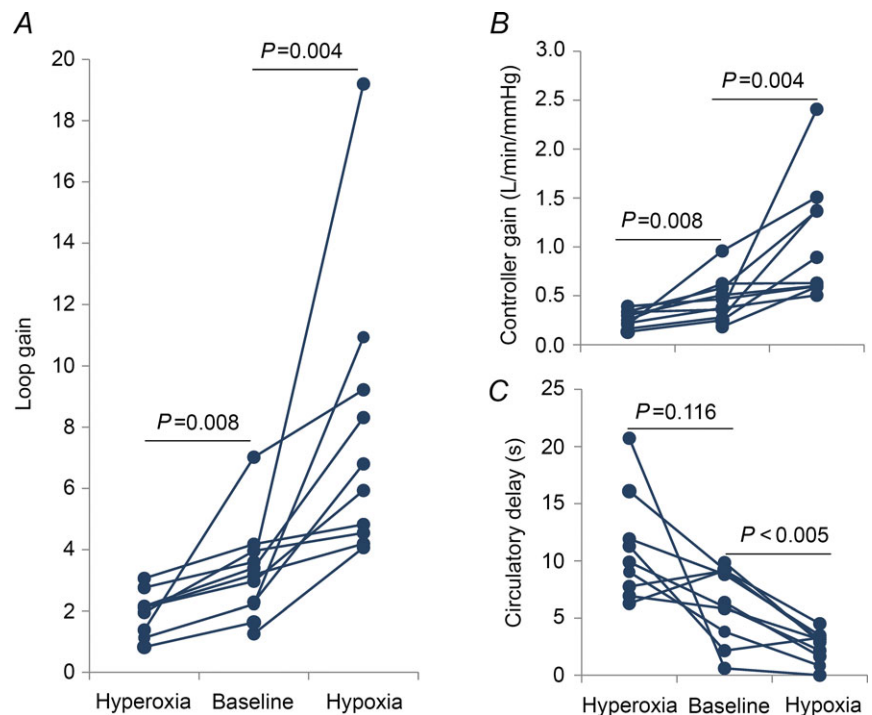 A
Loop gain
20
18
16
14
12
10
8
6
4
2
0
P=0.004
P=0.008
Hyperoxia Baseline Hypoxia
B
Controller gain (L/min/mmHg)
3.0
2.5
2.0
1.5
1.0
0.5
0.0
P=0.004
P=0.008
C
Circulatory delay (s)
25
20
15
10
5
0
P=0.116
P<0.005
Hyperoxia Baseline Hypoxia